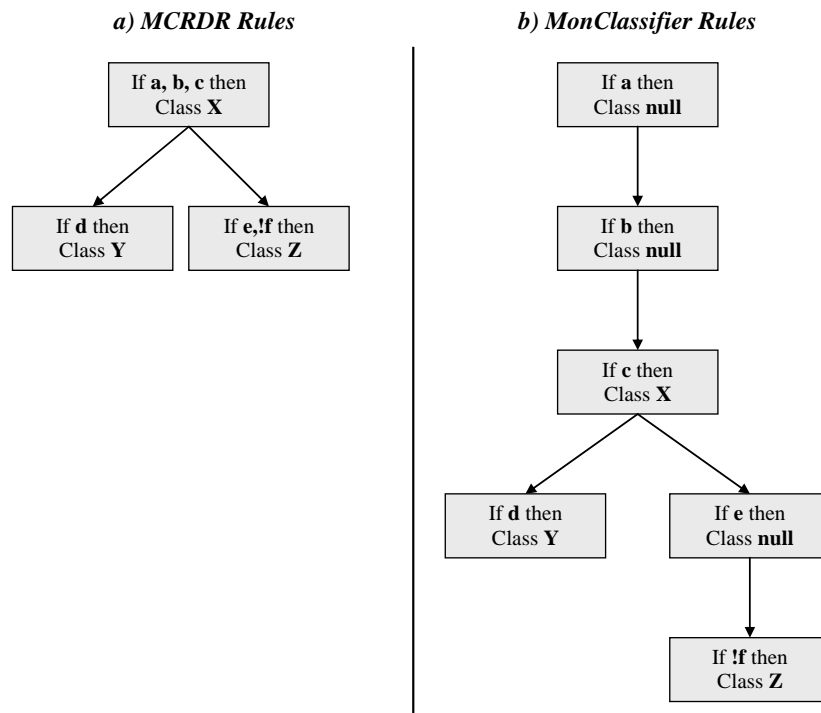 a) MCRDR Rules
If a, b, c then
Class X
If d then
Class Y
If e,!f then
Class Z
b) MonClassifier Rules
If a then
Class null
If b then
Class null
If c then
Class X
If d then
Class Y
If e then
Class null
If !f then
Class Z